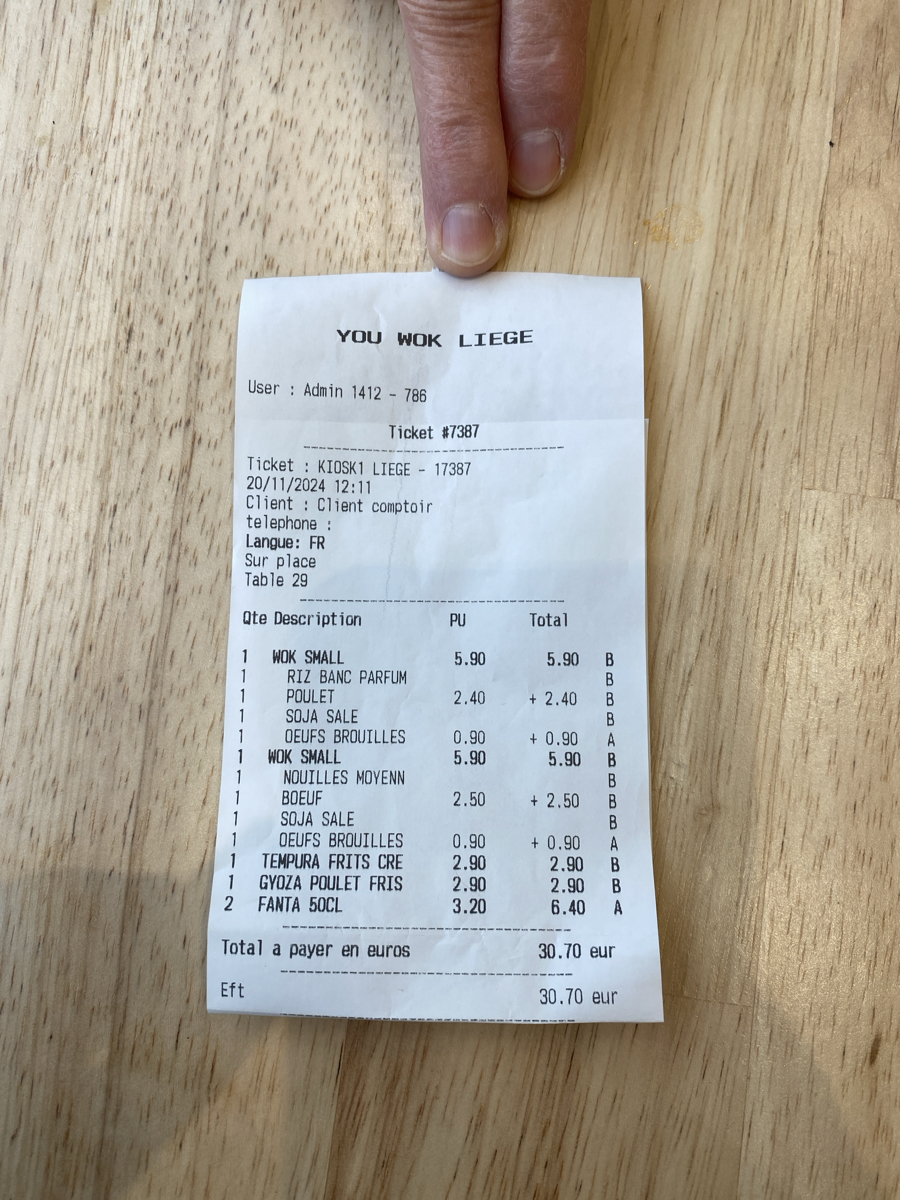 YOU WOK LIEGE
User : Admin 1412 - 786
Ticket #7387
Ticket : KIOSK1 LIEGE - 17387
20/11/2024 12:11
Client : Client comptoir
telephone :
Langue: FR
Sur place
Table 29
Qte Description PU Total
1 WOK SMALL 5.90 5.90 B
1 RIZ BANC PARFUM B
1 POULET 2.40 + 2.40 B
1 SOJA SALE B
1 OEUFS BROUILLES 0.90 + 0.90 A
1 WOK SMALL 5.90 5.90 B
1 NOUILLES MOYENN B
1 BOEUF 2.50 + 2.50 B
1 SOJA SALE B
1 OEUFS BROUILLES 0.90 + 0.90 A
1 TEMPURA FRITS CRE 2.90 2.90 B
1 GYOZA POULET FRIS 2.90 2.90 B
2 FANTA 50CL 3.20 6.40 A
Total a payer en euros 30.70 eur
Eft 30.70 eur